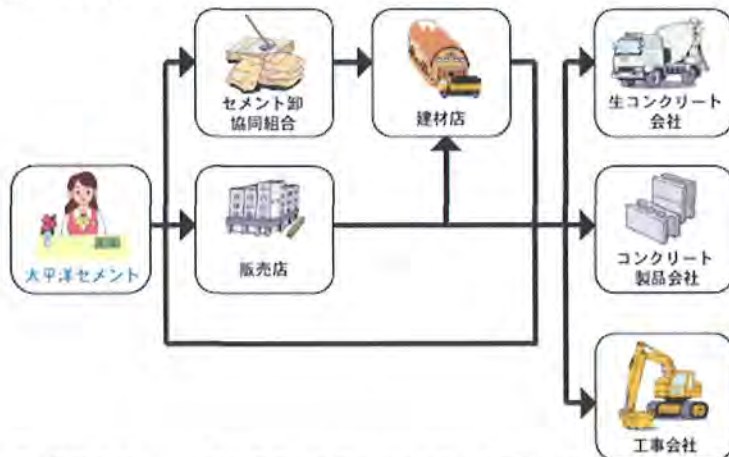 セメント卸
協同組合
建材店
生コンクリート
会社
太平洋セメント
販売店
コンクリート
製品会社
工事会社